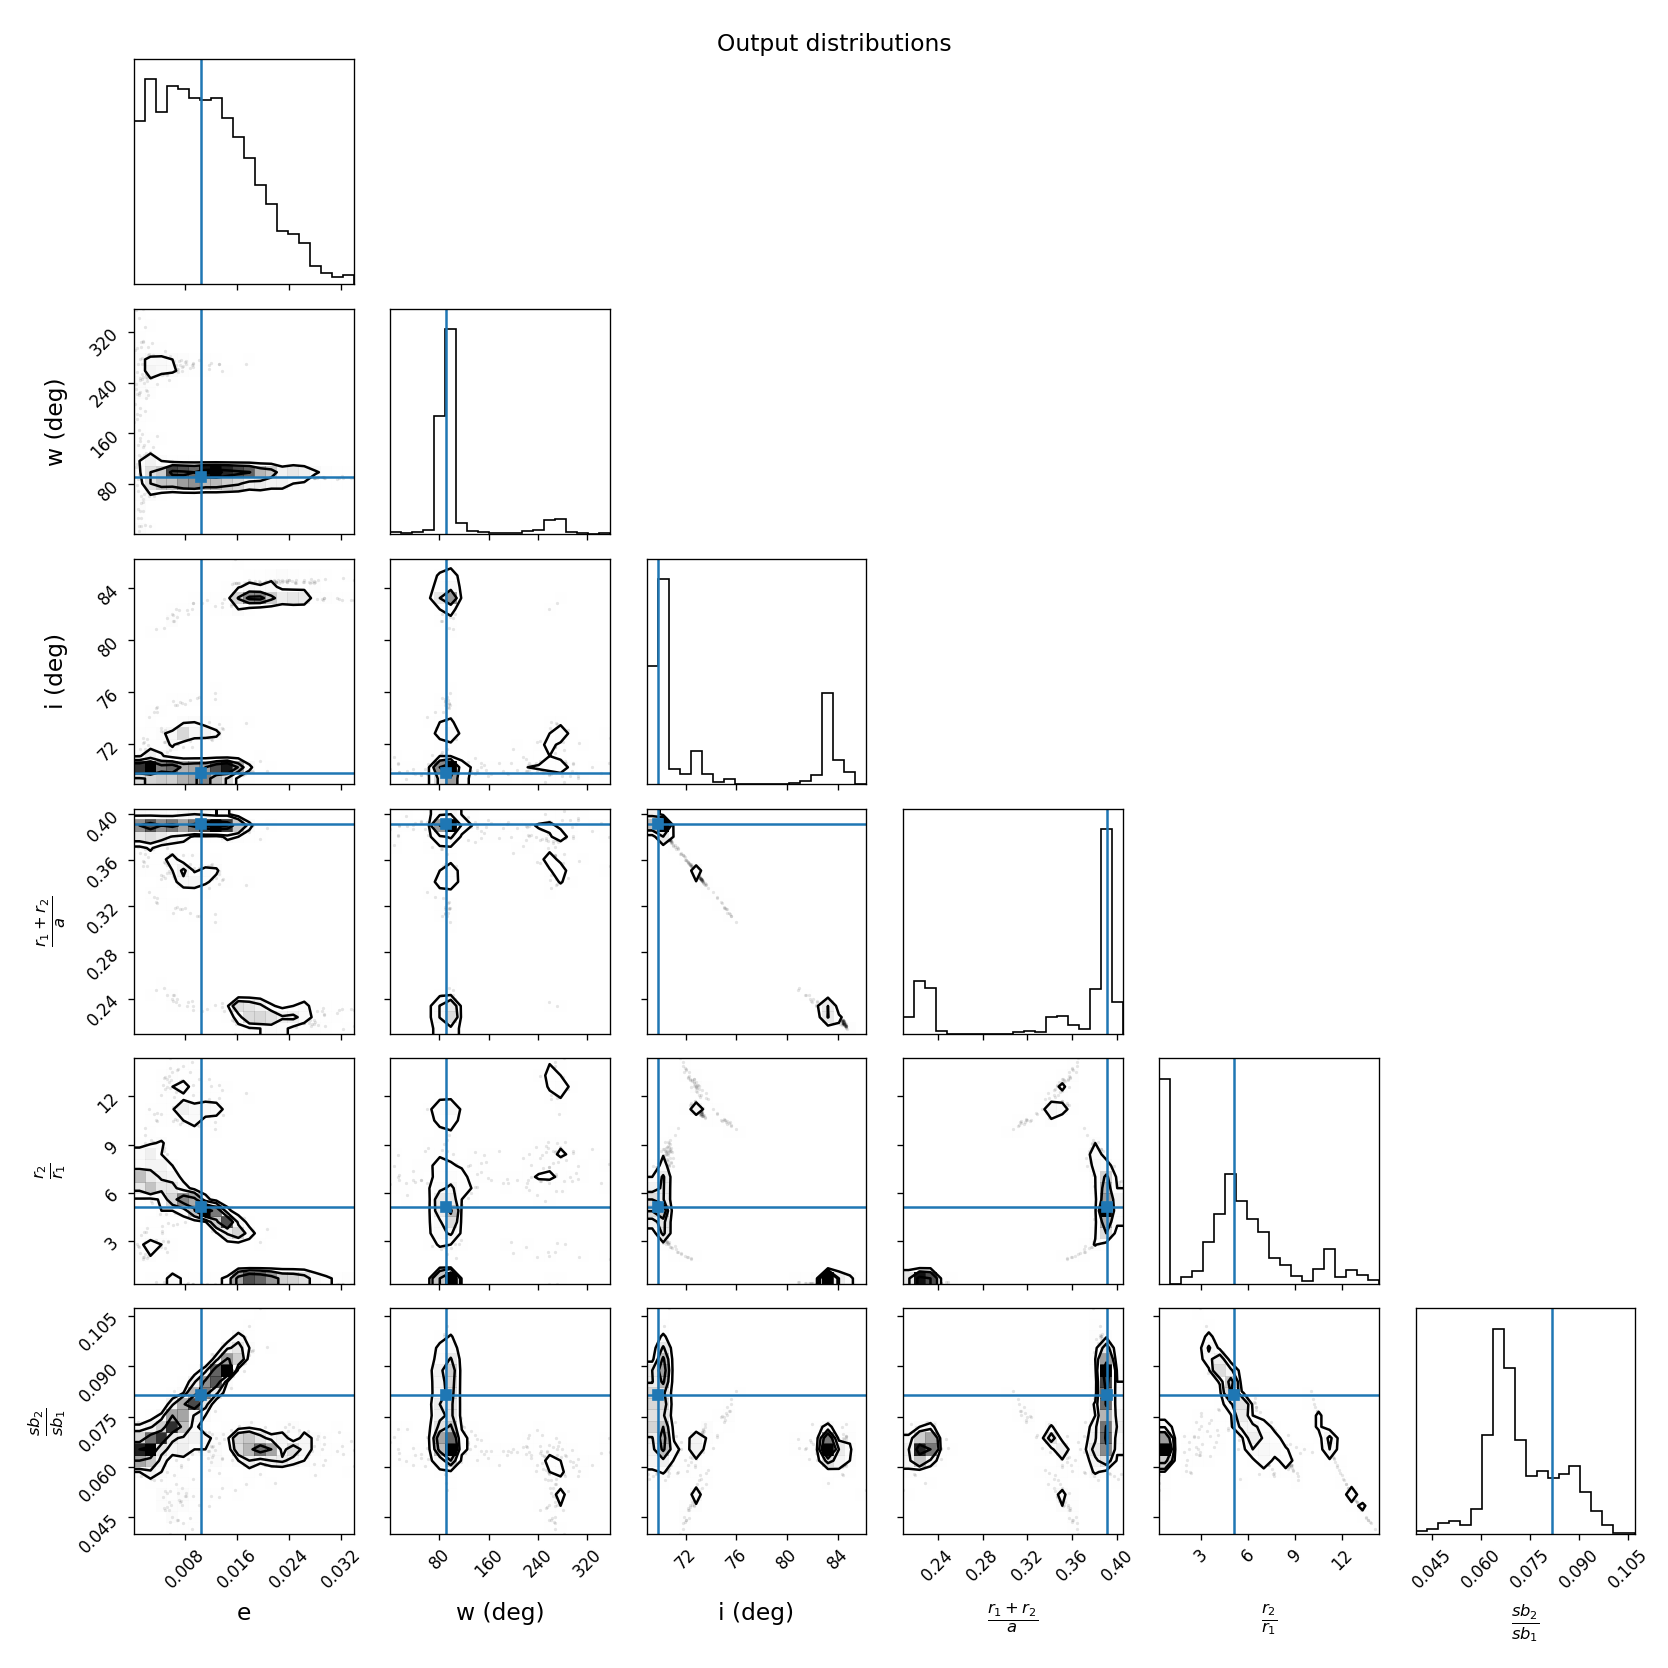 Output distributions
320
240
160
80
w (deg)
84
80
76
72
i (deg)
0.40
0.36
0.32
0.28
0.24
r1 + r2
a
12
9
6
3
r2
r1
0.105
0.090
0.075
0.060
0.045
sb2
sb1
0.008 0.016 0.024 0.032 80 160 240 320 72 76 80 84 0.24 0.28 0.32 0.36 0.40 3 6 9 12 0.045 0.060 0.075 0.090 0.105
e w (deg) i (deg) r1 + r2 r2 sb2
a r1 sb1